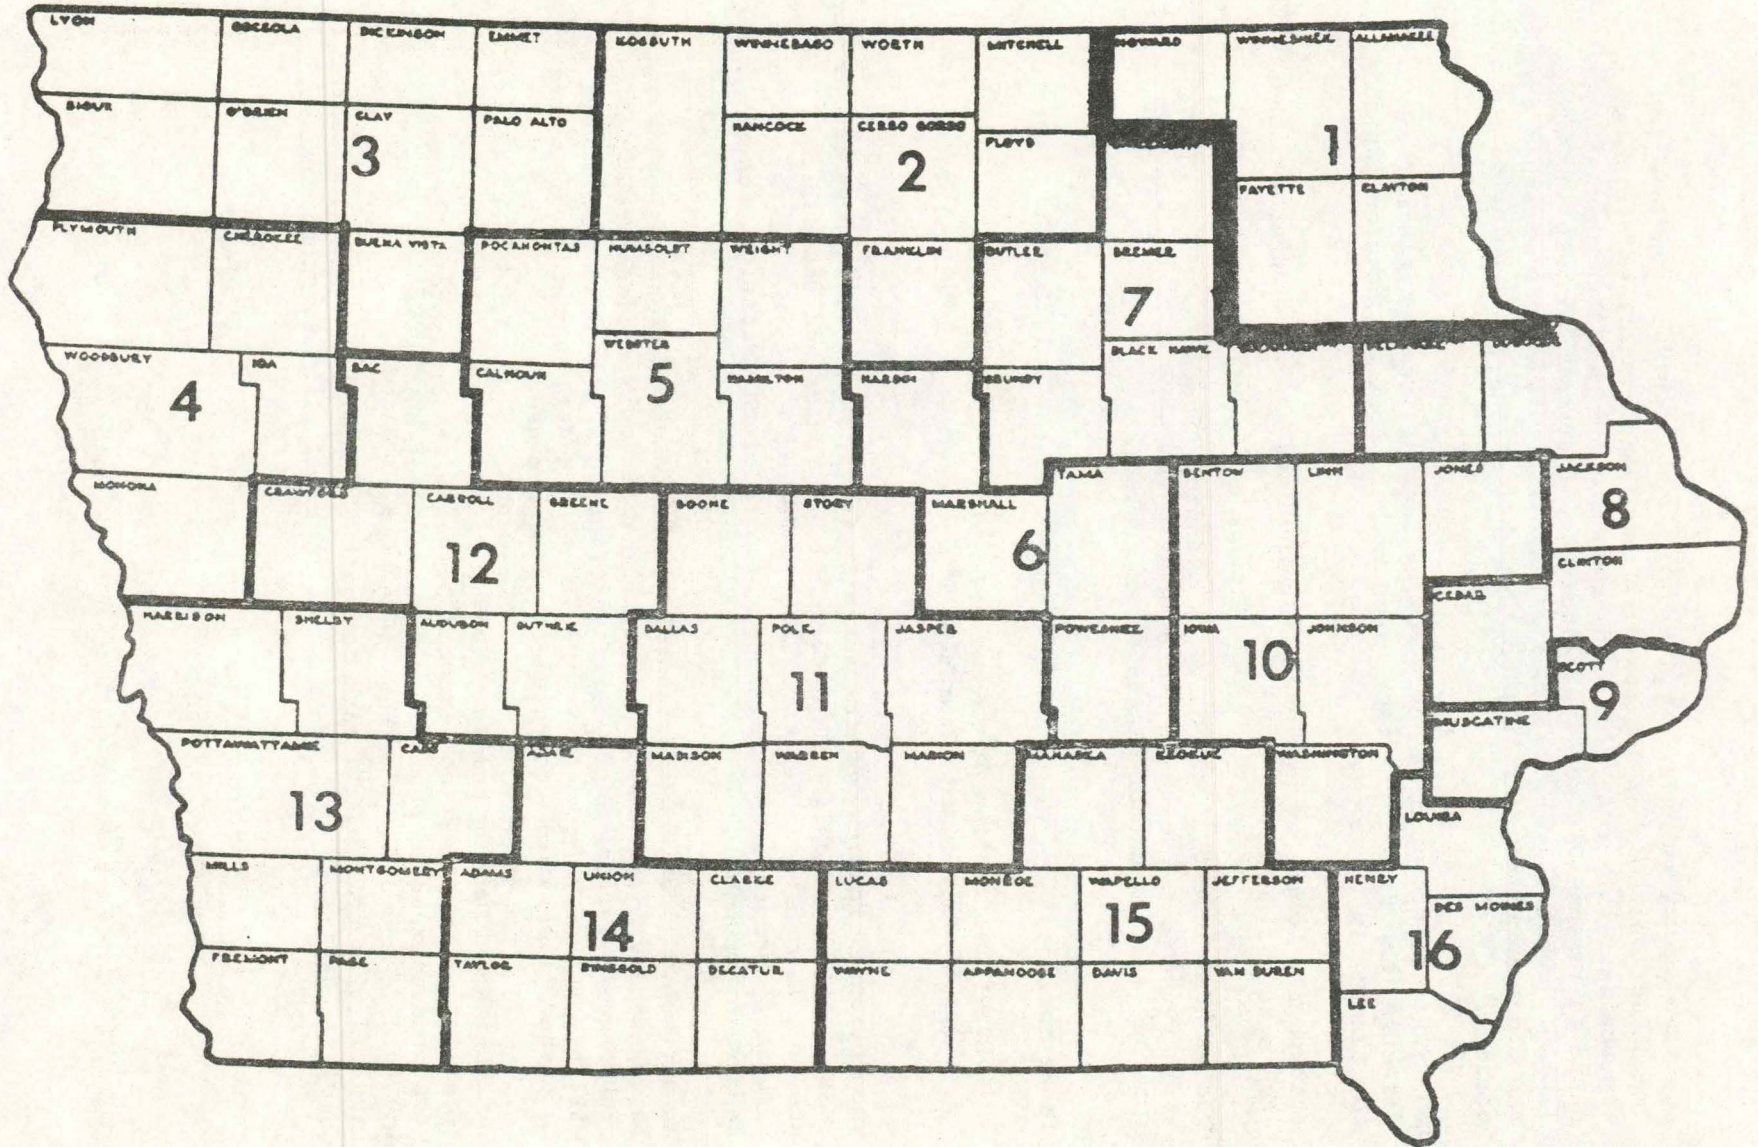 LYON OSCEOLA DICKINSON EMMET KOSSUTH WINNEBAGO WORTH MITCHELL HOWARD WINNESHIEK ALLAMAKEE
SIOUX O'BRIEN CLAY PALO ALTO HANCOCK CERRO GORDO FLOYD
3 2 1
FAYETTE CLAYTON
PLYMOUTH CHEROKEE BUENA VISTA POCAHONTAS HUMBOLDT WRIGHT FRANKLIN BUTLER BREMER
7
WOODBURY IDA SAC CALHOUN WEBSTER HAMILTON HARDIN GRUNDY BLACK HAWK DELAWARE
4 5
MONONA CRAWFORD CARROLL GREENE BOONE STORY MARSHALL TAMA BENTON LINN JONES JACKSON
12 6 8
CLINTON
CEDAR
HARRISON SHELBY AUDUBON GUTHRIE DALLAS POLK JASPER POWESHIEK IOWA JOHNSON
11 10
SCOTT
9
POTTAWATTAMIE CASS ADAIR MADISON WARREN MARION MAHASKA KEOKUK WASHINGTON MUSCATINE
13
LOUISA
MILLS MONTGOMERY ADAMS UNION CLARKE LUCAS MONROE WAPELLO JEFFERSON HENRY
14 15 16
DES MOINES
FREMONT PAGE TAYLOR RINGGOLD DECATUR WAYNE APPANOOSE DAVIS VAN BUREN
LEE